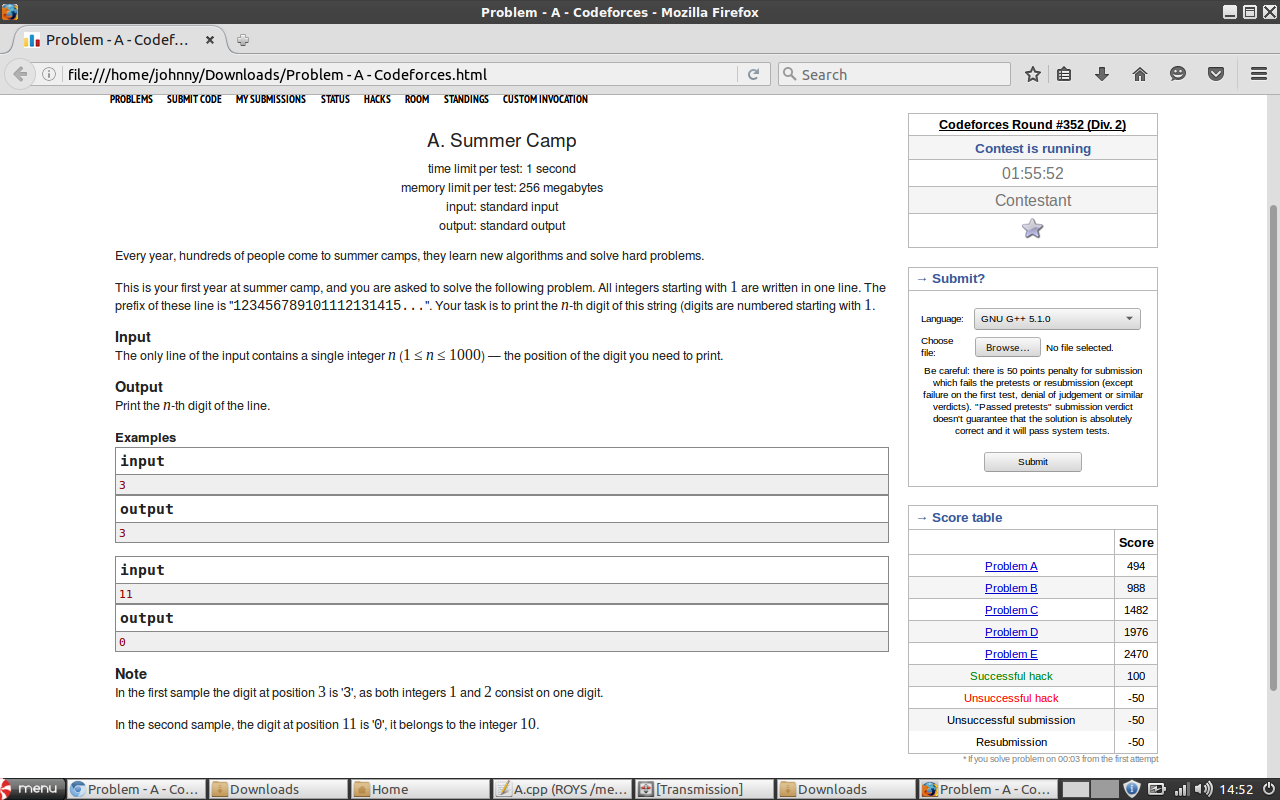 Problem - A - Codeforces - Mozilla Firefox
Problem - A - Codef...
file:///home/johnny/Downloads/Problem - A - Codeforces.html
Search
PROBLEMS SUBMIT CODE MY SUBMISSIONS STATUS HACKS ROOM STANDINGS CUSTOM INVOCATION
A. Summer Camp
time limit per test: 1 second
memory limit per test: 256 megabytes
input: standard input
output: standard output
Every year, hundreds of people come to summer camps, they learn new algorithms and solve hard problems.
This is your first year at summer camp, and you are asked to solve the following problem. All integers starting with 1 are written in one line. The
prefix of these line is "123456789101112131415...". Your task is to print the n-th digit of this string (digits are numbered starting with 1.
Input
The only line of the input contains a single integer n (1 ≤ n ≤ 1000) — the position of the digit you need to print.
Output
Print the n-th digit of the line.
Examples
input
3
output
3
input
11
output
0
Note
In the first sample the digit at position 3 is '3', as both integers 1 and 2 consist on one digit.
In the second sample, the digit at position 11 is '0', it belongs to the integer 10.
Codeforces Round #352 (Div. 2)
Contest is running
01:55:52
Contestant
→ Submit?
Language: GNU G++ 5.1.0
Choose
file: Browse... No file selected.
Be careful: there is 50 points penalty for submission
which fails the pretests or resubmission (except
failure on the first test, denial of judgement or similar
verdicts). "Passed pretests" submission verdict
doesn't guarantee that the solution is absolutely
correct and it will pass system tests.
Submit
→ Score table
Score
Problem A 494
Problem B 988
Problem C 1482
Problem D 1976
Problem E 2470
Successful hack 100
Unsuccessful hack -50
Unsuccessful submission -50
Resubmission -50
* If you solve problem on 00:03 from the first attempt
menu Problem - A - Co... Downloads Home A.cpp (ROYS /me... [Transmission] Downloads Problem - A - Co... 14:52